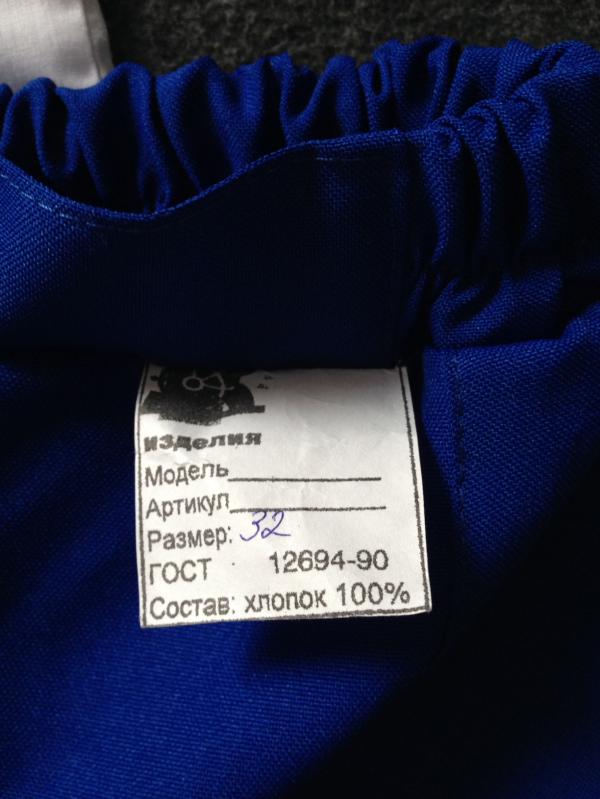 изделия
Модель
Артикул
Размер: 32
ГОСТ 12694-90
Состав: хлопок 100%